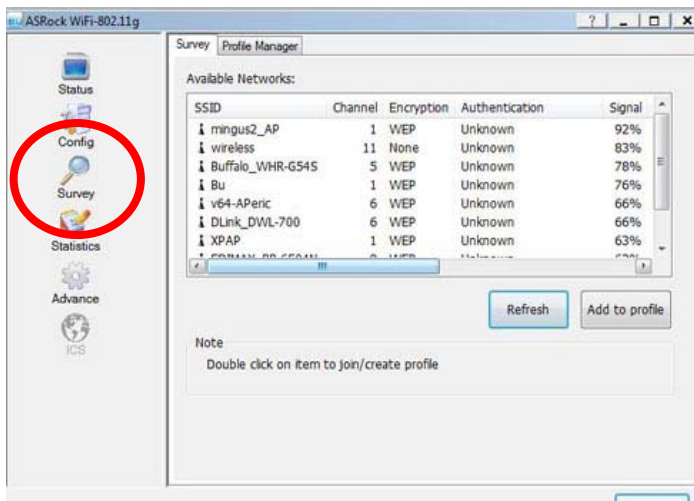 ASRock WiFi-802.11g
Status
Config
Survey
Statistics
Advance
ICS
Survey Profile Manager
Available Networks:
SSID Channel Encryption Authentication Signal
mingus2_AP 1 WEP Unknown 92%
wireless 11 None Unknown 83%
Buffalo_WHR-G54S 5 WEP Unknown 78%
Bu 1 WEP Unknown 76%
v64-APeric 6 WEP Unknown 66%
DLink_DWL-700 6 WEP Unknown 66%
XPAP 1 WEP Unknown 63%
Refresh Add to profile
Note
Double click on item to join/create profile